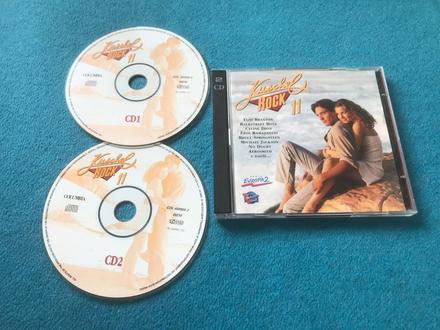 Kuschel
ROCK 11
COLUMBIA
CD1
Kuschel
ROCK 11
COLUMBIA
CD2
2
CD
Kuschel
ROCK 11
TONI BRAXTON
BACKSTREET BOYS
CELINE DION
EROS RAMAZZOTTI
BRUCE SPRINGSTEEN
MICHAEL JACKSON
NO DOUBT
AEROSMITH
Evropa 2